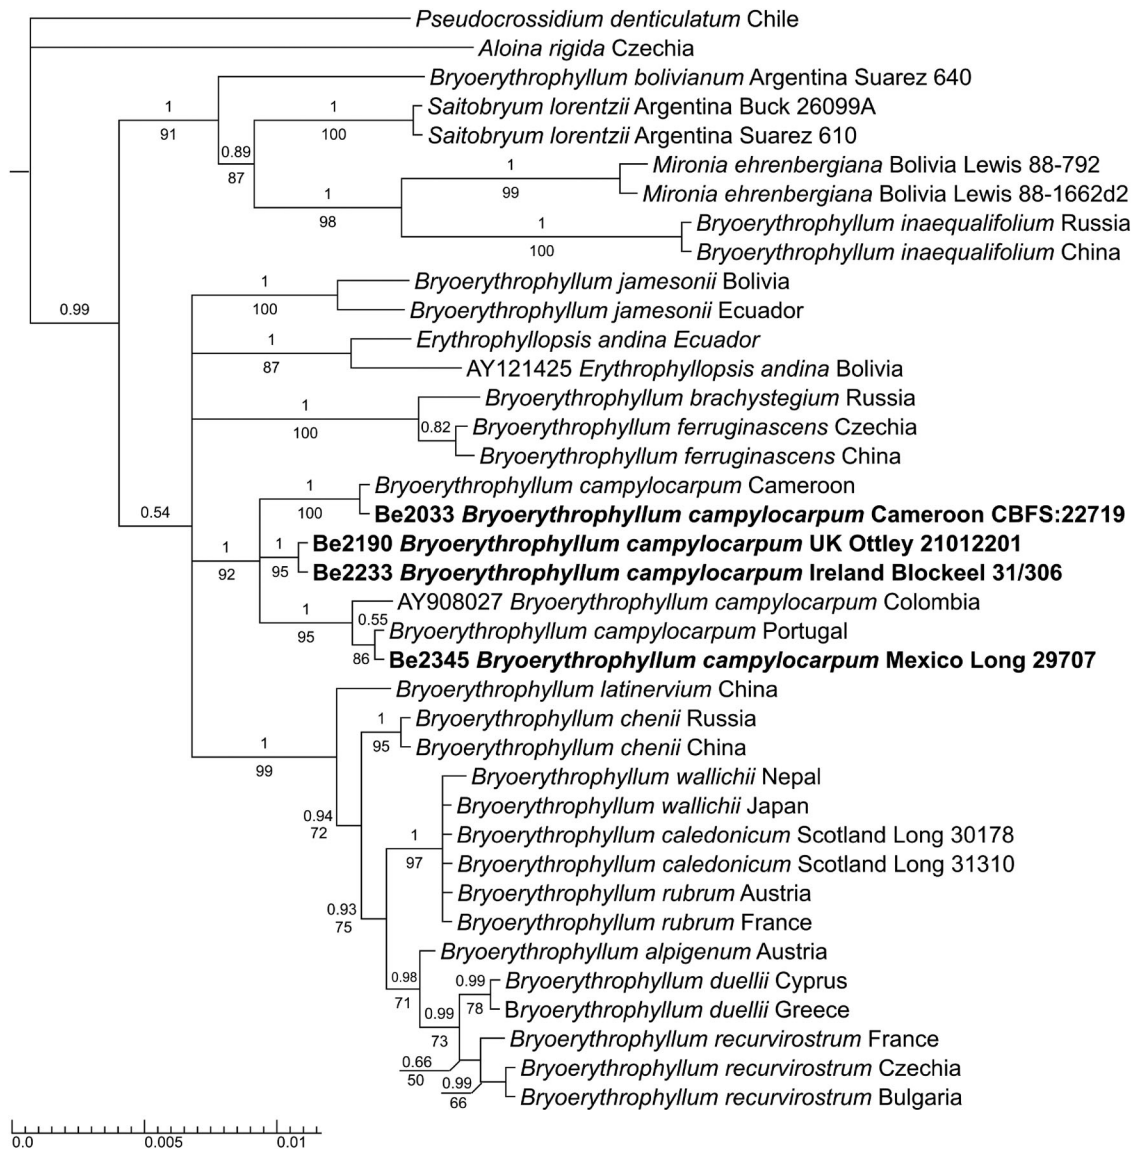 Pseudocrossidium denticulatum Chile
Aloina rigida Czechia
Bryoerythrophyllum bolivianum Argentina Suarez 640
1
1
Saitobryum lorentzii Argentina Buck 26099A
91
100
Saitobryum lorentzii Argentina Suarez 610
0.89
87
1
Mironia ehrenbergiana Bolivia Lewis 88-792
1
99
Mironia ehrenbergiana Bolivia Lewis 88-1662d2
98
1
Bryoerythrophyllum inaequalifolium Russia
100
Bryoerythrophyllum inaequalifolium China
1
Bryoerythrophyllum jamesonii Bolivia
0.99
100
Bryoerythrophyllum jamesonii Ecuador
1
Erythrophyllopsis andina Ecuador
87
AY121425 Erythrophyllopsis andina Bolivia
1
Bryoerythrophyllum brachystegium Russia
100
0.82
Bryoerythrophyllum ferruginascens Czechia
Bryoerythrophyllum ferruginascens China
1
Bryoerythrophyllum campylocarpum Cameroon
100
Be2033 Bryoerythrophyllum campylocarpum Cameroon CBFS:22719
0.54
1
1
Be2190 Bryoerythrophyllum campylocarpum UK Ottley 21012201
92
95
Be2233 Bryoerythrophyllum campylocarpum Ireland Blockeel 31/306
1
AY908027 Bryoerythrophyllum campylocarpum Colombia
95
0.55
Bryoerythrophyllum campylocarpum Portugal
86
Be2345 Bryoerythrophyllum campylocarpum Mexico Long 29707
Bryoerythrophyllum latinervium China
1
Bryoerythrophyllum chenii Russia
1
99
95
Bryoerythrophyllum chenii China
Bryoerythrophyllum wallichii Nepal
0.94
72
Bryoerythrophyllum wallichii Japan
1
Bryoerythrophyllum caledonicum Scotland Long 30178
97
Bryoerythrophyllum caledonicum Scotland Long 31310
Bryoerythrophyllum rubrum Austria
0.93
75
Bryoerythrophyllum rubrum France
Bryoerythrophyllum alpigenum Austria
0.98
71
0.99
Bryoerythrophyllum duellii Cyprus
78
Bryoerythrophyllum duellii Greece
0.99
73
Bryoerythrophyllum recurvirostrum France
0.66
50
Bryoerythrophyllum recurvirostrum Czechia
0.99
66
Bryoerythrophyllum recurvirostrum Bulgaria
0.0 0.005 0.01